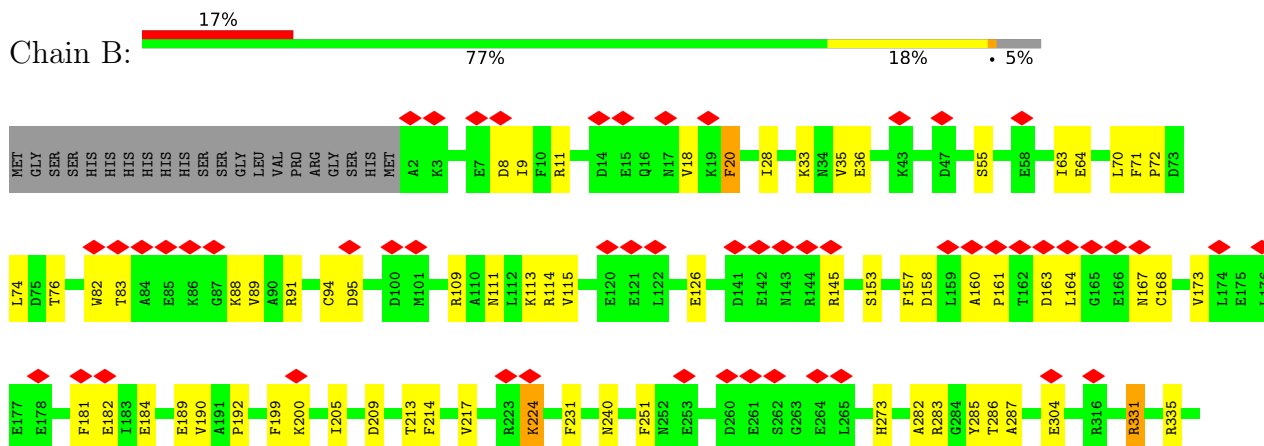 17%
Chain B:
77% 18% • 5%
MET GLY SER SER HIS HIS HIS HIS HIS HIS SER SER GLY LEU VAL PRO ARG GLY SER HIS MET A2 K3 E7 D8 I9 F10 R11 D14 E15 Q16 N17 V18 K19 F20 I28 K33 N34 V35 E36 K43 D47 S55 E58 I63 E64 L70 F71 P72 D73
L74 D75 T76 W82 T83 A84 E85 K86 G87 K88 V89 A90 R91 C94 D95 D100 M101 R109 A110 N111 L112 K113 R114 V115 E120 E121 L122 E126 D141 E142 N143 R144 R145 S153 F157 D158 L159 A160 P161 T162 D163 L164 G165 E166 N167 C168 V173 L174 E175 L176
E177 E178 F181 E182 I183 E184 E189 V190 A191 P192 F199 K200 I205 D209 T213 F214 V217 R223 K224 F231 N240 F251 N252 E253 D260 E261 S262 G263 E264 L265 H273 A282 R283 G284 Y285 T286 A287 E304 R316 R331 R335